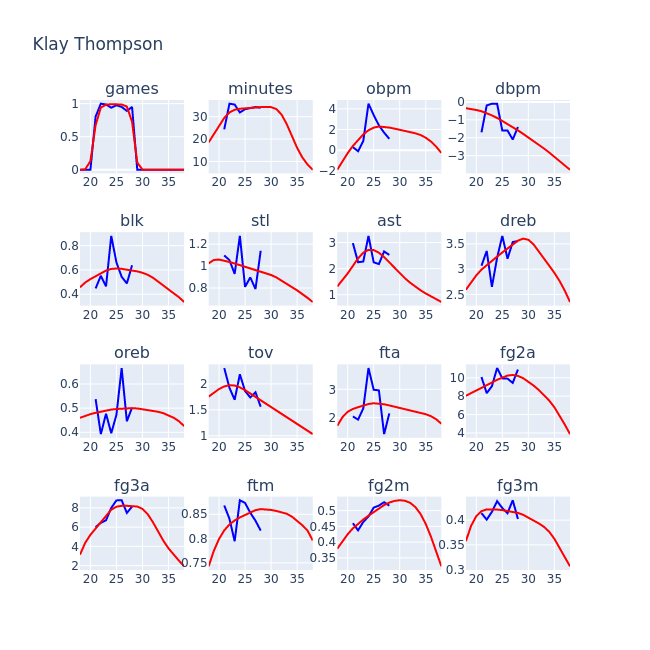 Klay Thompson
games minutes obpm dbpm
1 0.5 0 20 25 30 35
30 20 10 20 25 30 35
4 2 0 −2 20 25 30 35
0 −1 −2 −3 20 25 30 35
blk stl ast dreb
0.8 0.6 0.4 20 25 30 35
1.2 1 0.8 20 25 30 35
3 2 1 20 25 30 35
3.5 3 2.5 20 25 30 35
oreb tov fta fg2a
0.6 0.5 0.4 20 25 30 35
2 1.5 1 20 25 30 35
3 2 20 25 30 35
10 8 6 4 20 25 30 35
fg3a ftm fg2m fg3m
8 6 4 2 20 25 30 35
0.85 0.8 0.75 20 25 30 35
0.5 0.45 0.4 0.35 20 25 30 35
0.4 0.35 0.3 20 25 30 35